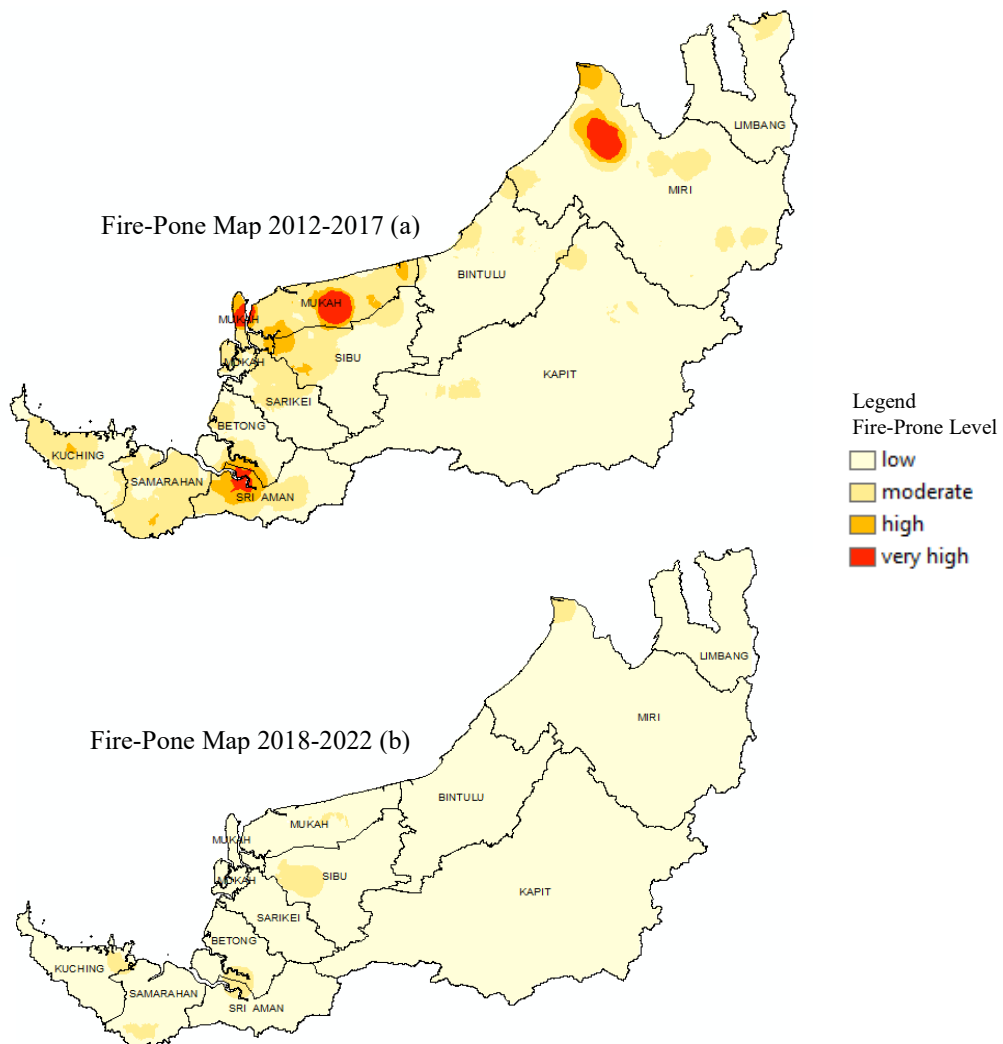 LIMBANG
MIRI
Fire-Pone Map 2012-2017 (a)
BINTULU
MUKAH
MUKAH
SIBU
MUKAH
KAPIT
SARIKEI
BETONG
KUCHING
SAMARAHAN
SRI AMAN
Legend
Fire-Prone Level
low
moderate
high
very high
LIMBANG
MIRI
Fire-Pone Map 2018-2022 (b)
BINTULU
MUKAH
MUKAH
SIBU
MUKAH
KAPIT
SARIKEI
BETONG
KUCHING
SAMARAHAN
SRI AMAN